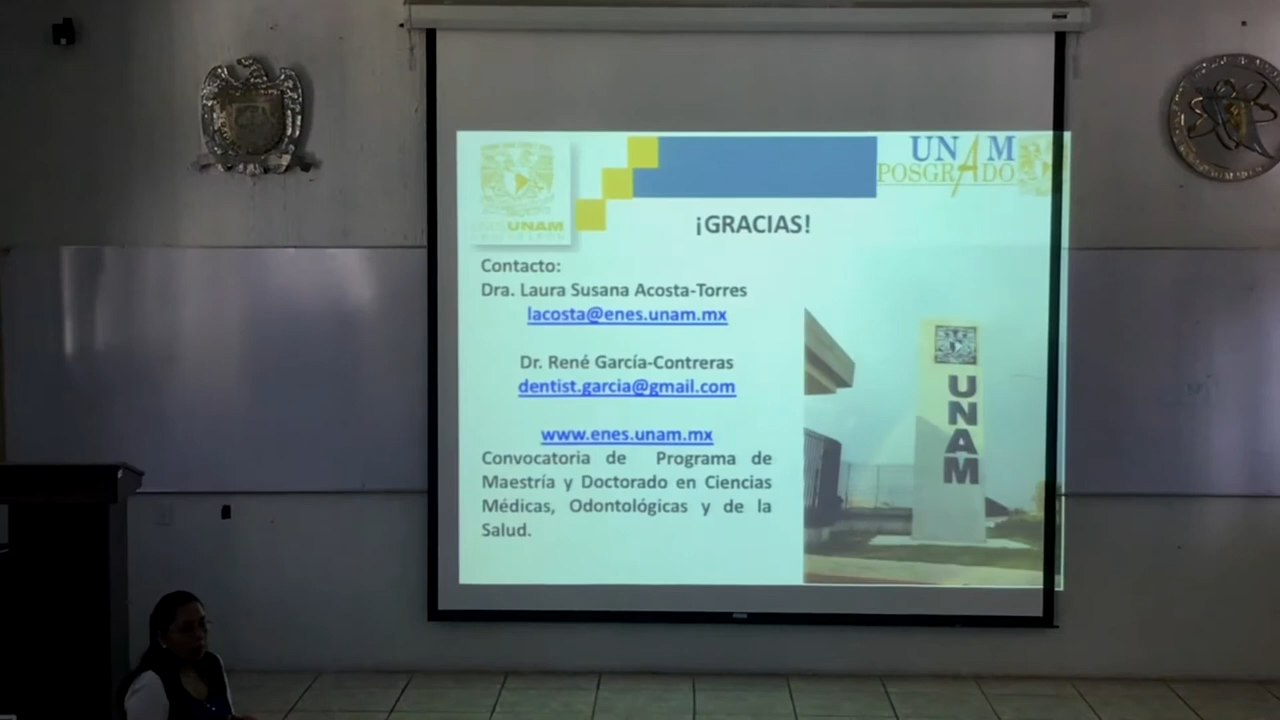 UNAM
POSGRADO
ENESUNAM
¡GRACIAS!
Contacto:
Dra. Laura Susana Acosta-Torres
lacosta@enes.unam.mx
Dr. René García-Contreras
dentist.garcia@gmail.com
www.enes.unam.mx
Convocatoria de Programa de
Maestría y Doctorado en Ciencias
Médicas, Odontológicas y de la
Salud.
UNAM